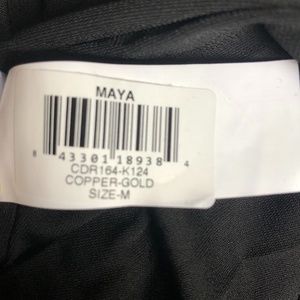 MAYA
8 43301 18938 4
CDR164-K124
COPPER-GOLD
SIZE-M